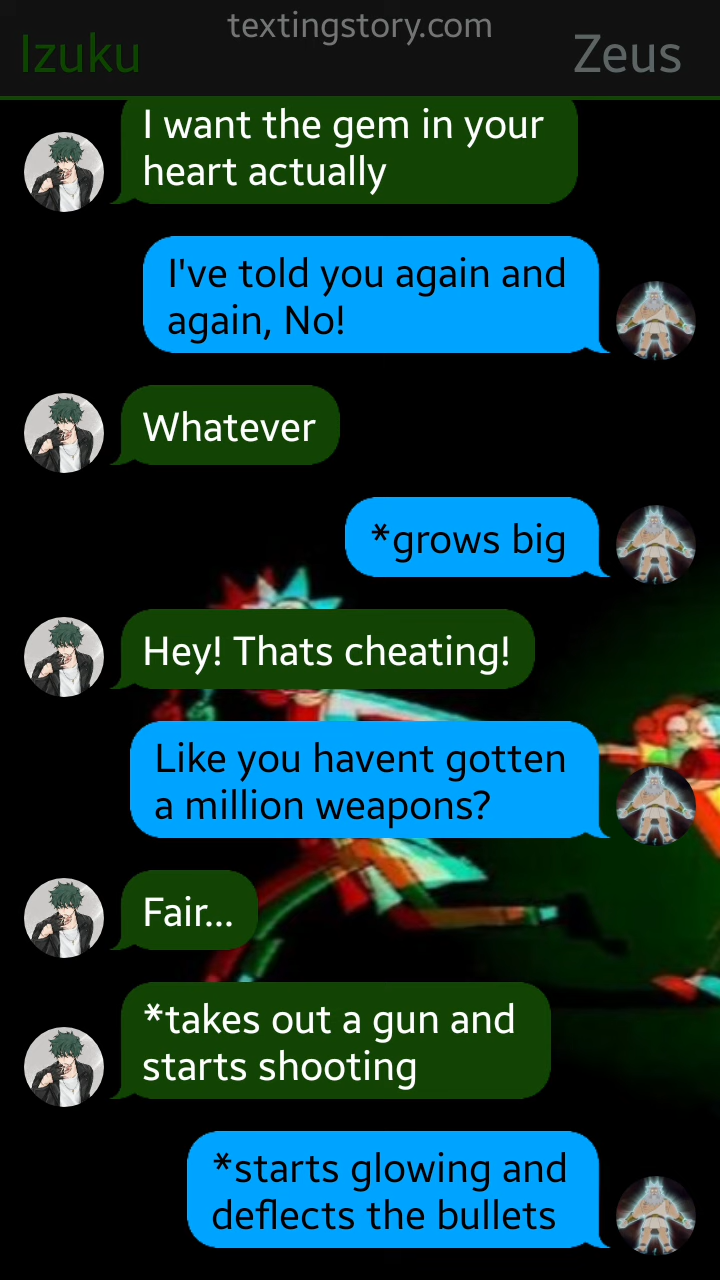 textingstory.com
Izuku
Zeus
I want the gem in your
heart actually
I've told you again and
again, No!
Whatever
*grows big
Hey! Thats cheating!
Like you havent gotten
a million weapons?
Fair...
*takes out a gun and
starts shooting
*starts glowing and
deflects the bullets